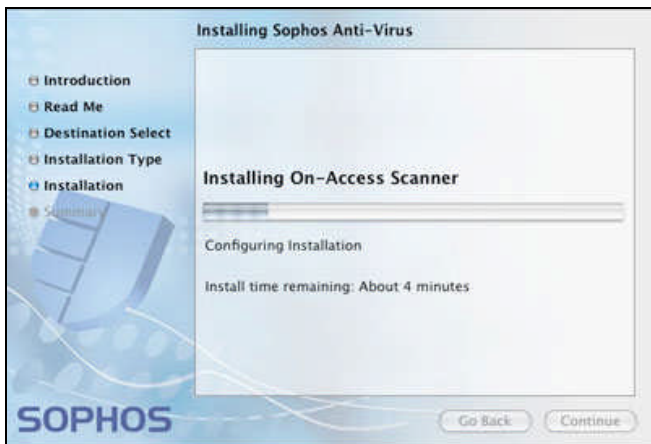 Installing Sophos Anti-Virus
Introduction
Read Me
Destination Select
Installation Type
Installation
Summary
Installing On-Access Scanner
Configuring Installation
Install time remaining: About 4 minutes
SOPHOS
Go Back
Continue